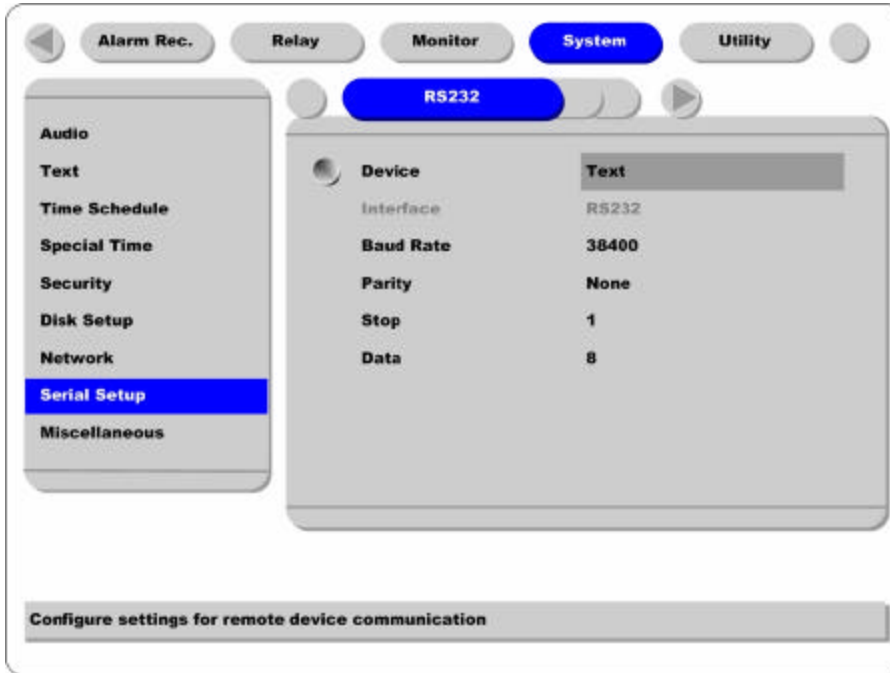 Alarm Rec. Relay Monitor System Utility
RS232
Audio
Text
Time Schedule
Special Time
Security
Disk Setup
Network
Serial Setup
Miscellaneous
Device Text
Interface RS232
Baud Rate 38400
Parity None
Stop 1
Data 8
Configure settings for remote device communication